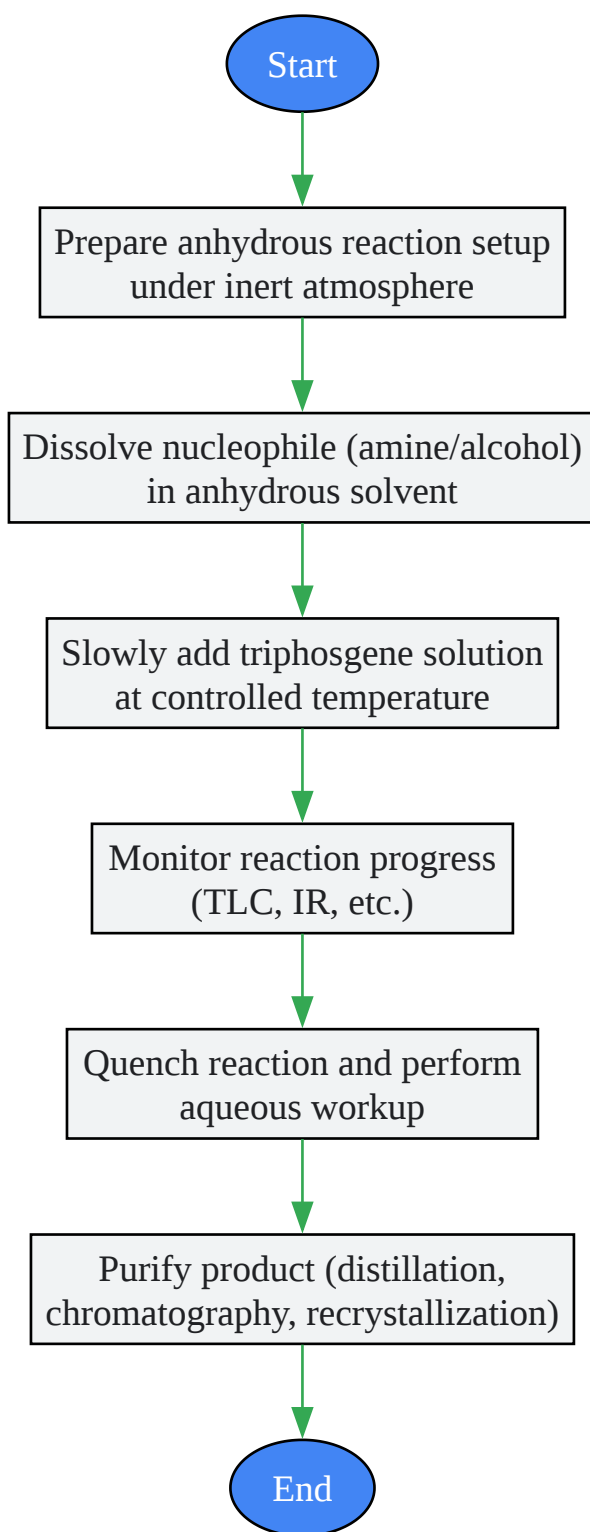 Start
Prepare anhydrous reaction setup
under inert atmosphere
Dissolve nucleophile (amine/alcohol)
in anhydrous solvent
Slowly add triphosgene solution
at controlled temperature
Monitor reaction progress
(TLC, IR, etc.)
Quench reaction and perform
aqueous workup
Purify product (distillation,
chromatography, recrystallization)
End